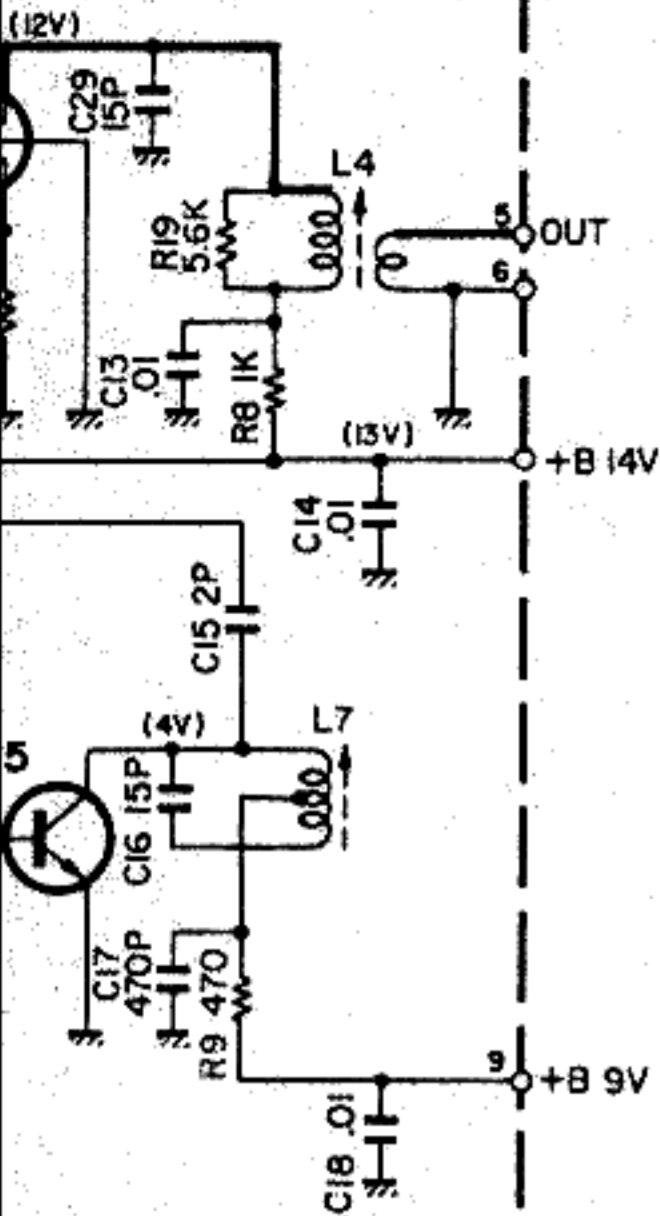 (12V)
C29
15P
L4
R19
5.6K
5
OUT
6
C13
.01
R8 1K
(13V)
+B 14V
C14
.01
C15 2P
(4V)
L7
5
C16 15P
C17
470P
R9 470
9
+B 9V
C18 .01